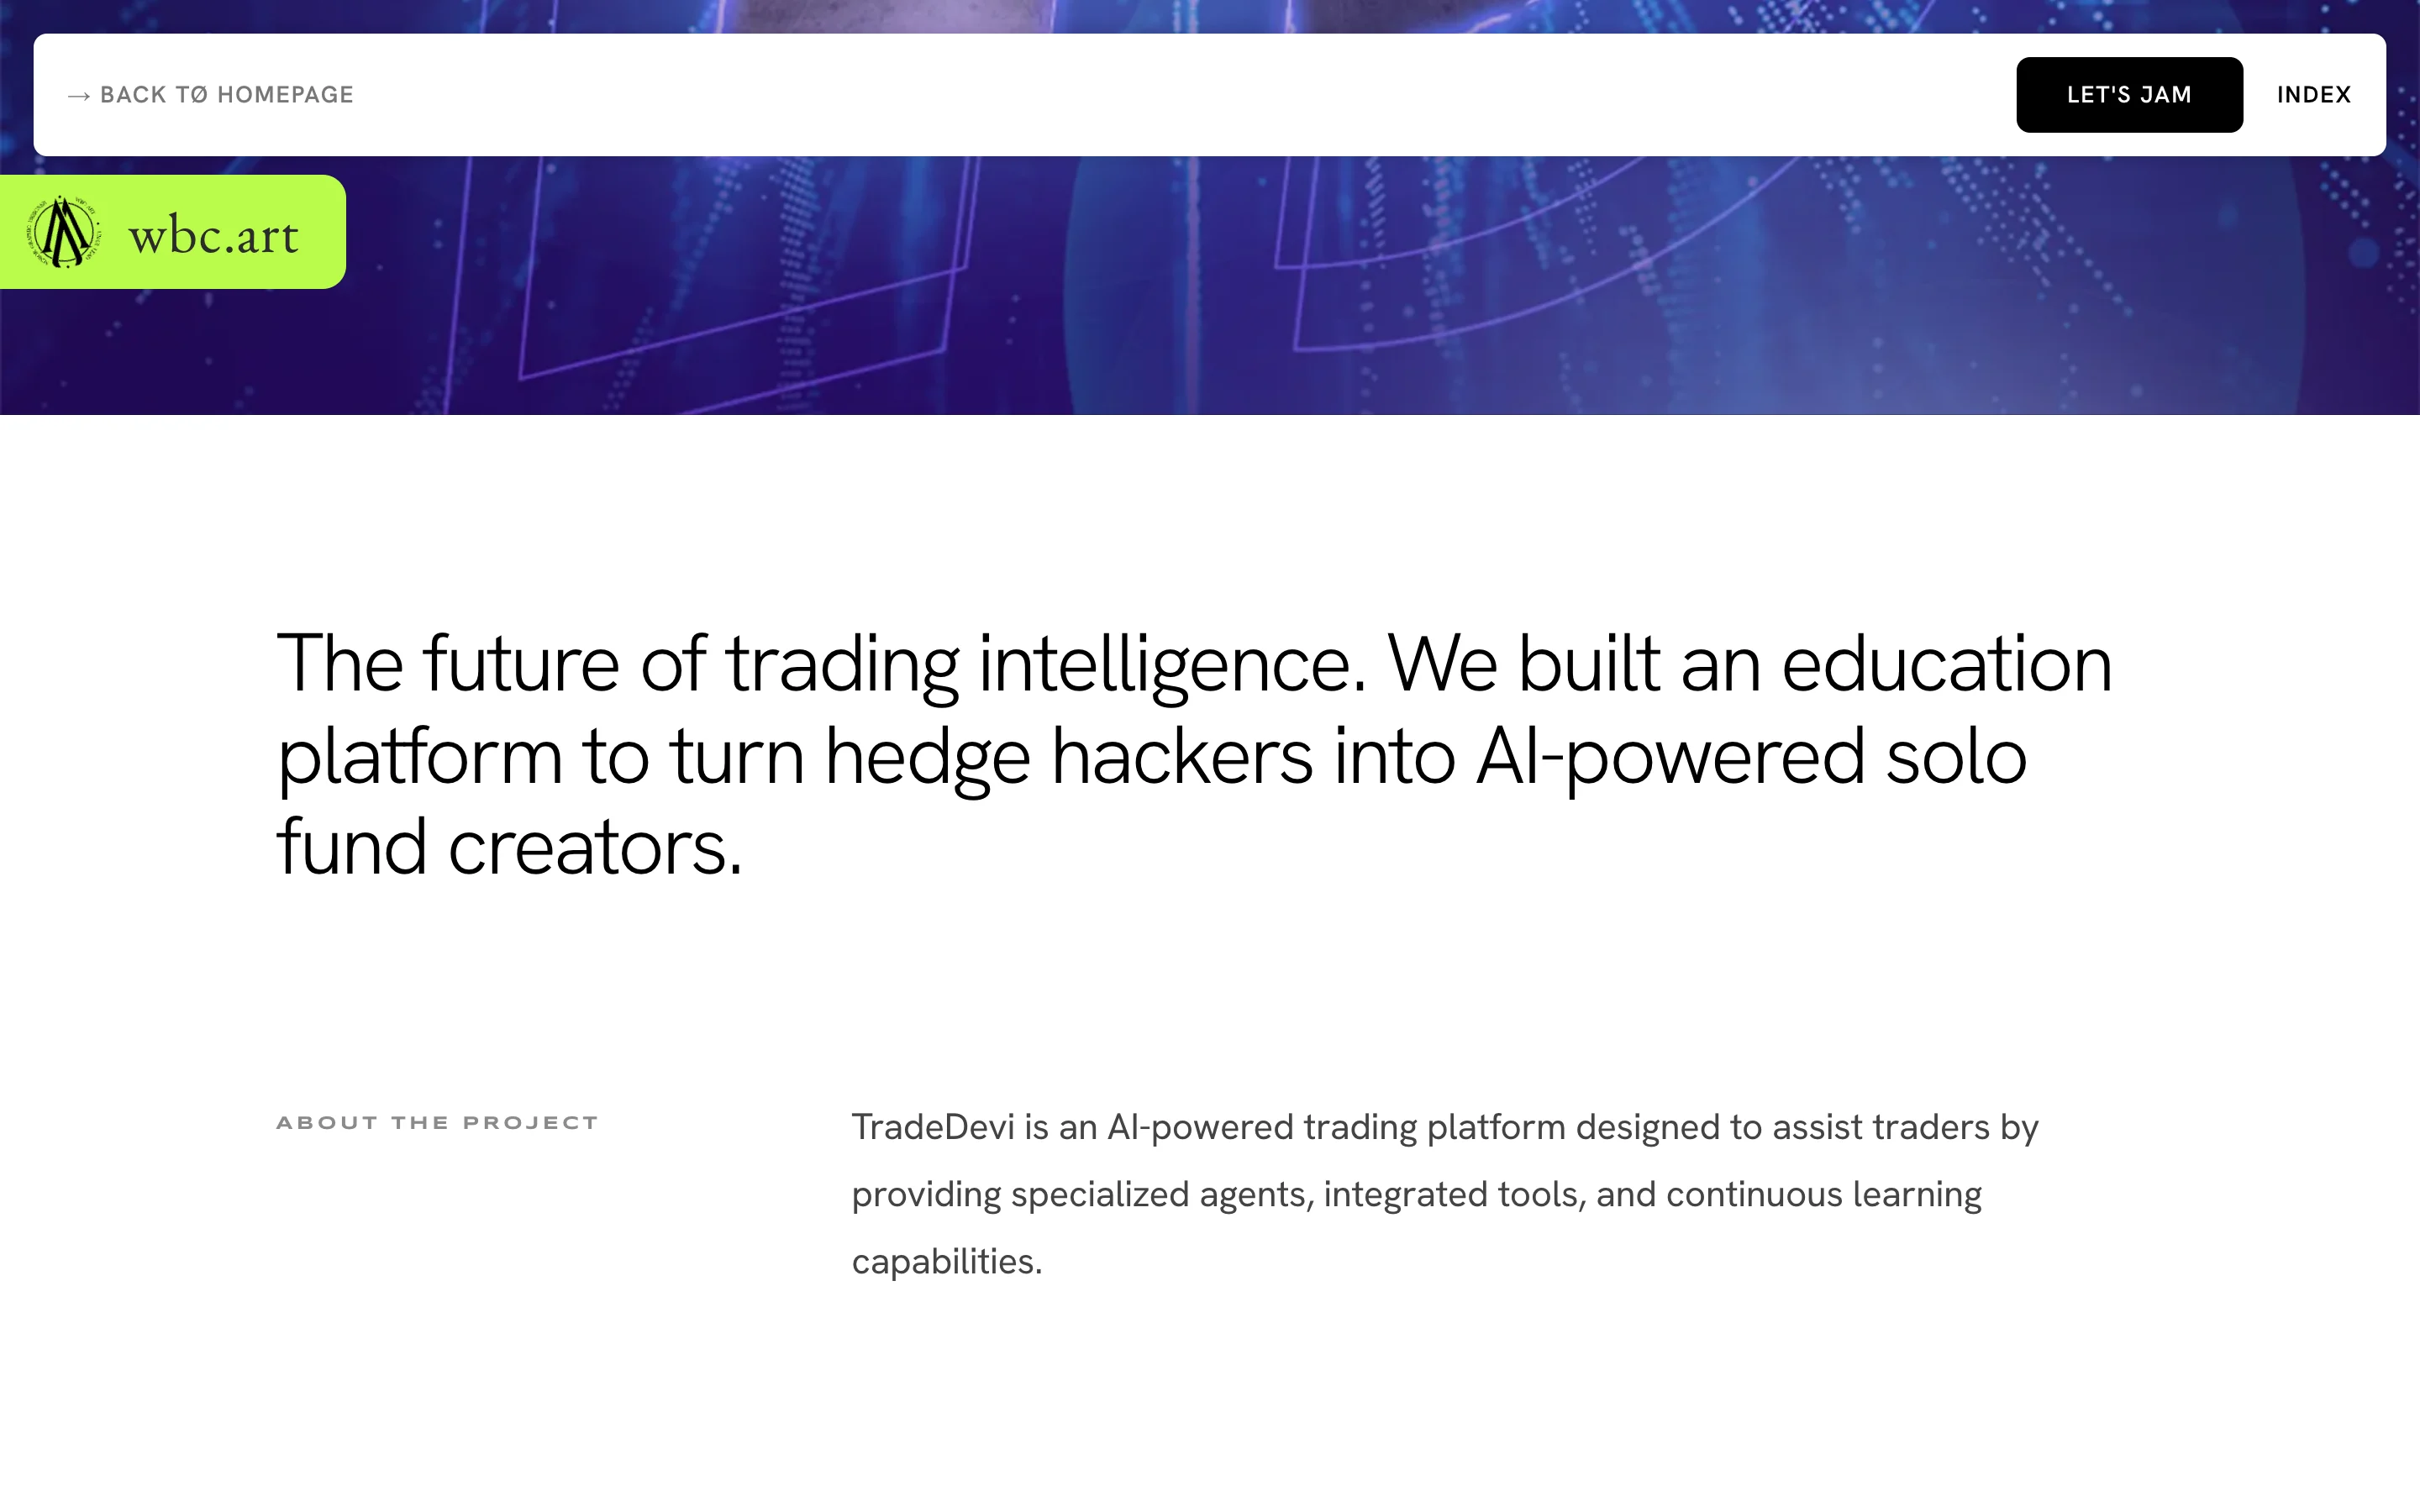 → BACK TØ HOMEPAGE
LET'S JAM
INDEX
wbc.art
The future of trading intelligence. We built an education
platform to turn hedge hackers into AI-powered solo
fund creators.
ABOUT THE PROJECT
TradeDevi is an AI-powered trading platform designed to assist traders by
providing specialized agents, integrated tools, and continuous learning
capabilities.